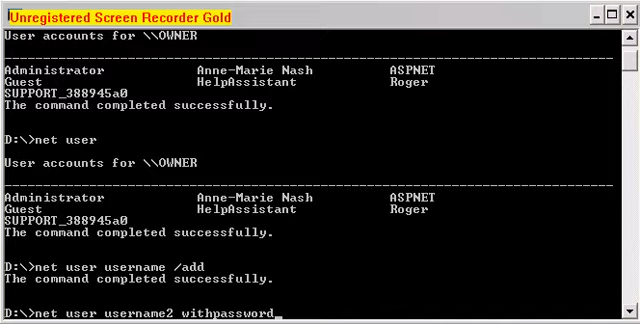 Unregistered Screen Recorder Gold
User accounts for \\OWNER
-------------------------------------------------------------------------------
Administrator Anne-Marie Nash ASPNET
Guest HelpAssistant Roger
SUPPORT_388945a0
The command completed successfully.
D:\>net user
User accounts for \\OWNER
-------------------------------------------------------------------------------
Administrator Anne-Marie Nash ASPNET
Guest HelpAssistant Roger
SUPPORT_388945a0
The command completed successfully.
D:\>net user username /add
The command completed successfully.
D:\>net user username2 withpassword_